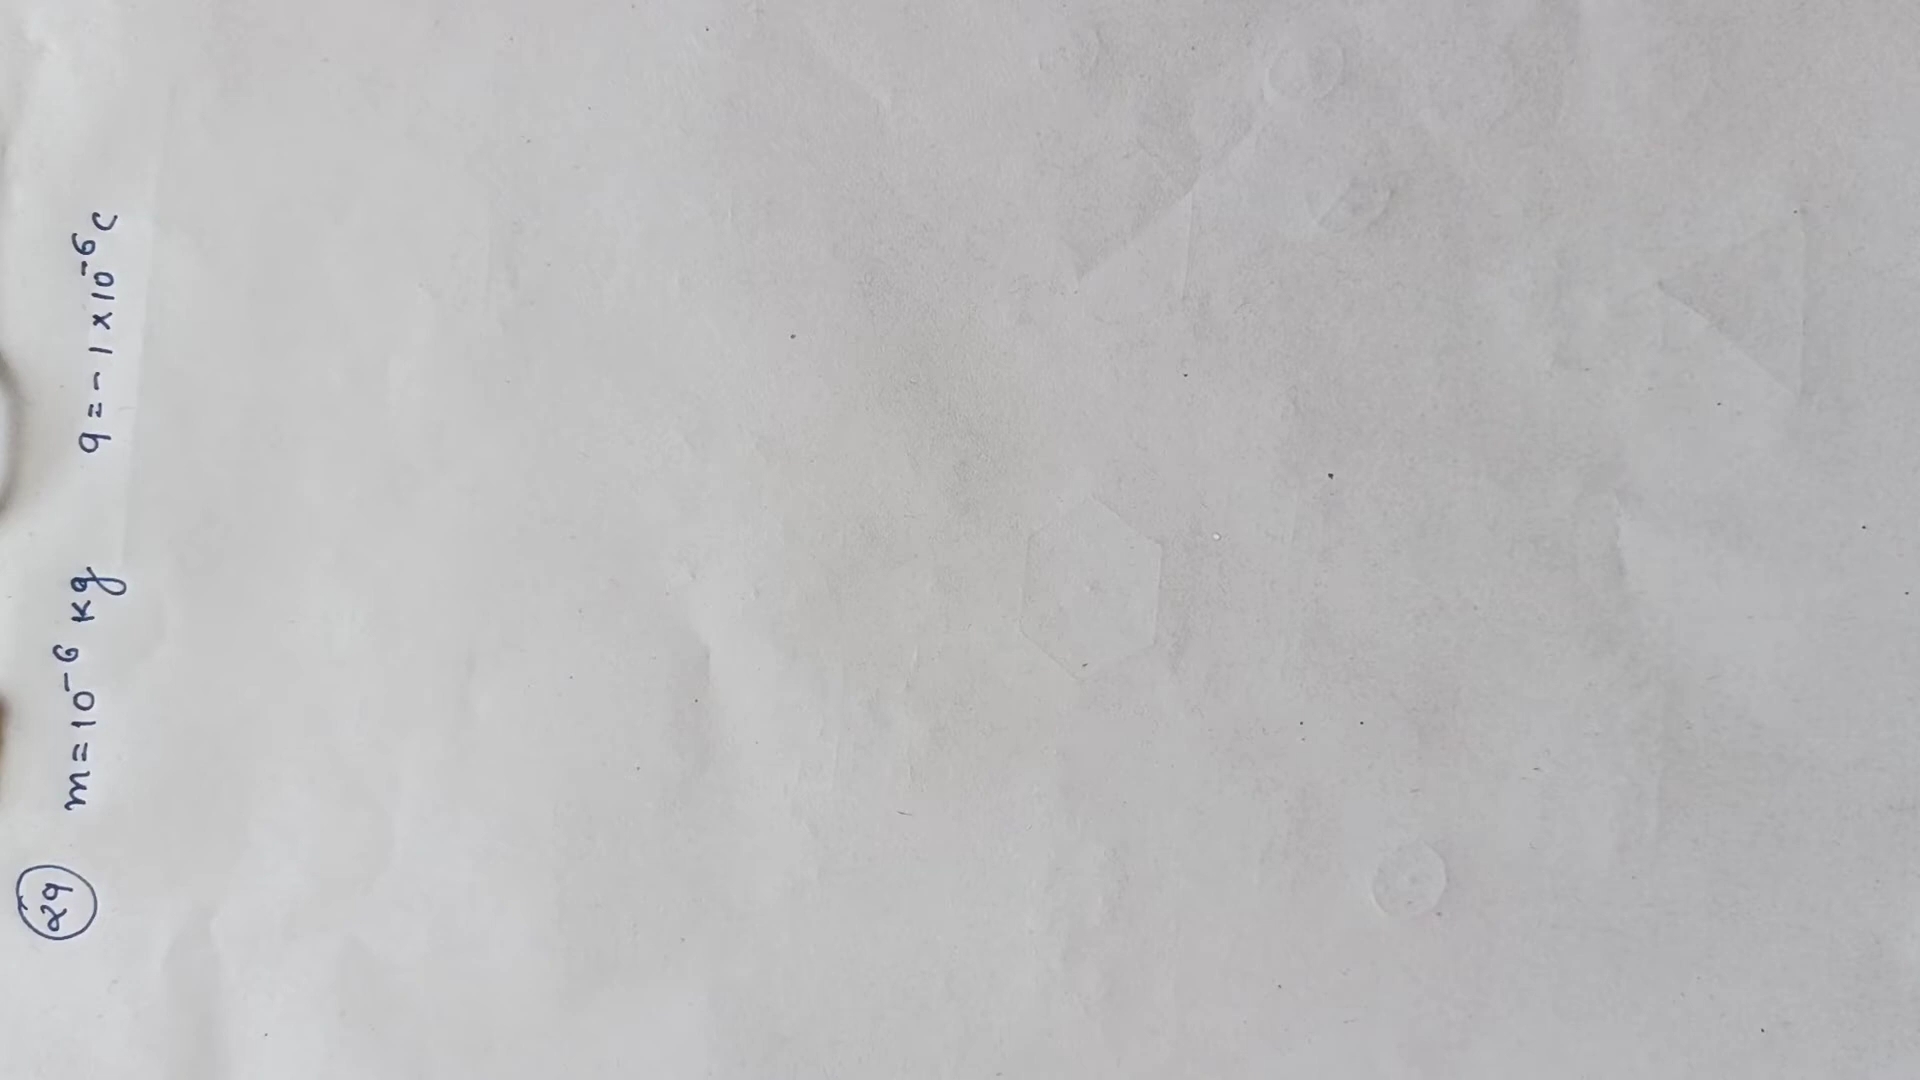 29 m = 10⁻⁶ kg q = - 1 × 10⁻⁶ C